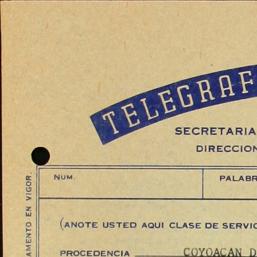 TELEGRAF
SECRETARIA
DIRECCION
NUM.
PALABR
(ANOTE USTED AQUI CLASE DE SERVIC
PROCEDENCIA COYOACAN D
AMENTO EN VIGOR.